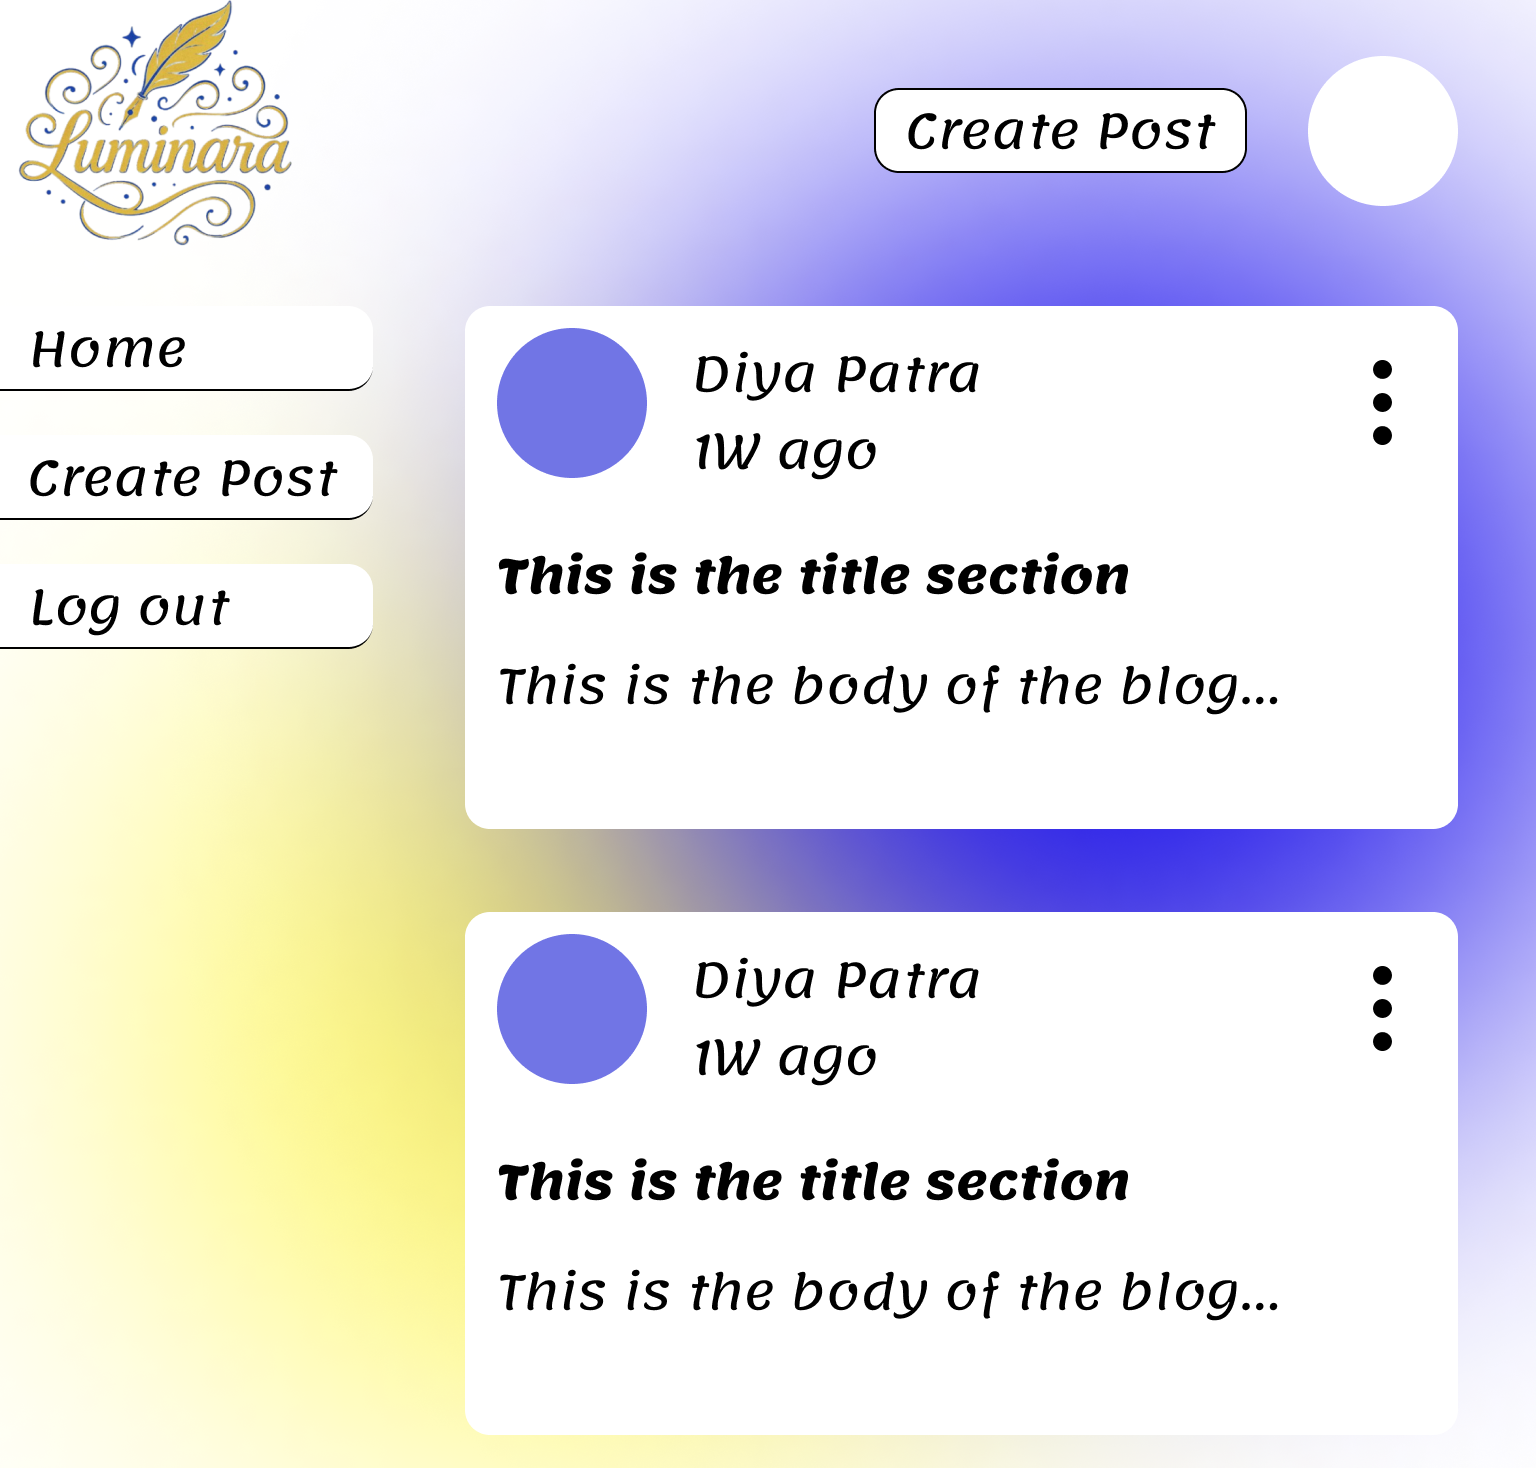 Luminara
Create Post
Home
Create Post
Log out
Diya Patra
1W ago
This is the title section
This is the body of the blog...
Diya Patra
1W ago
This is the title section
This is the body of the blog...